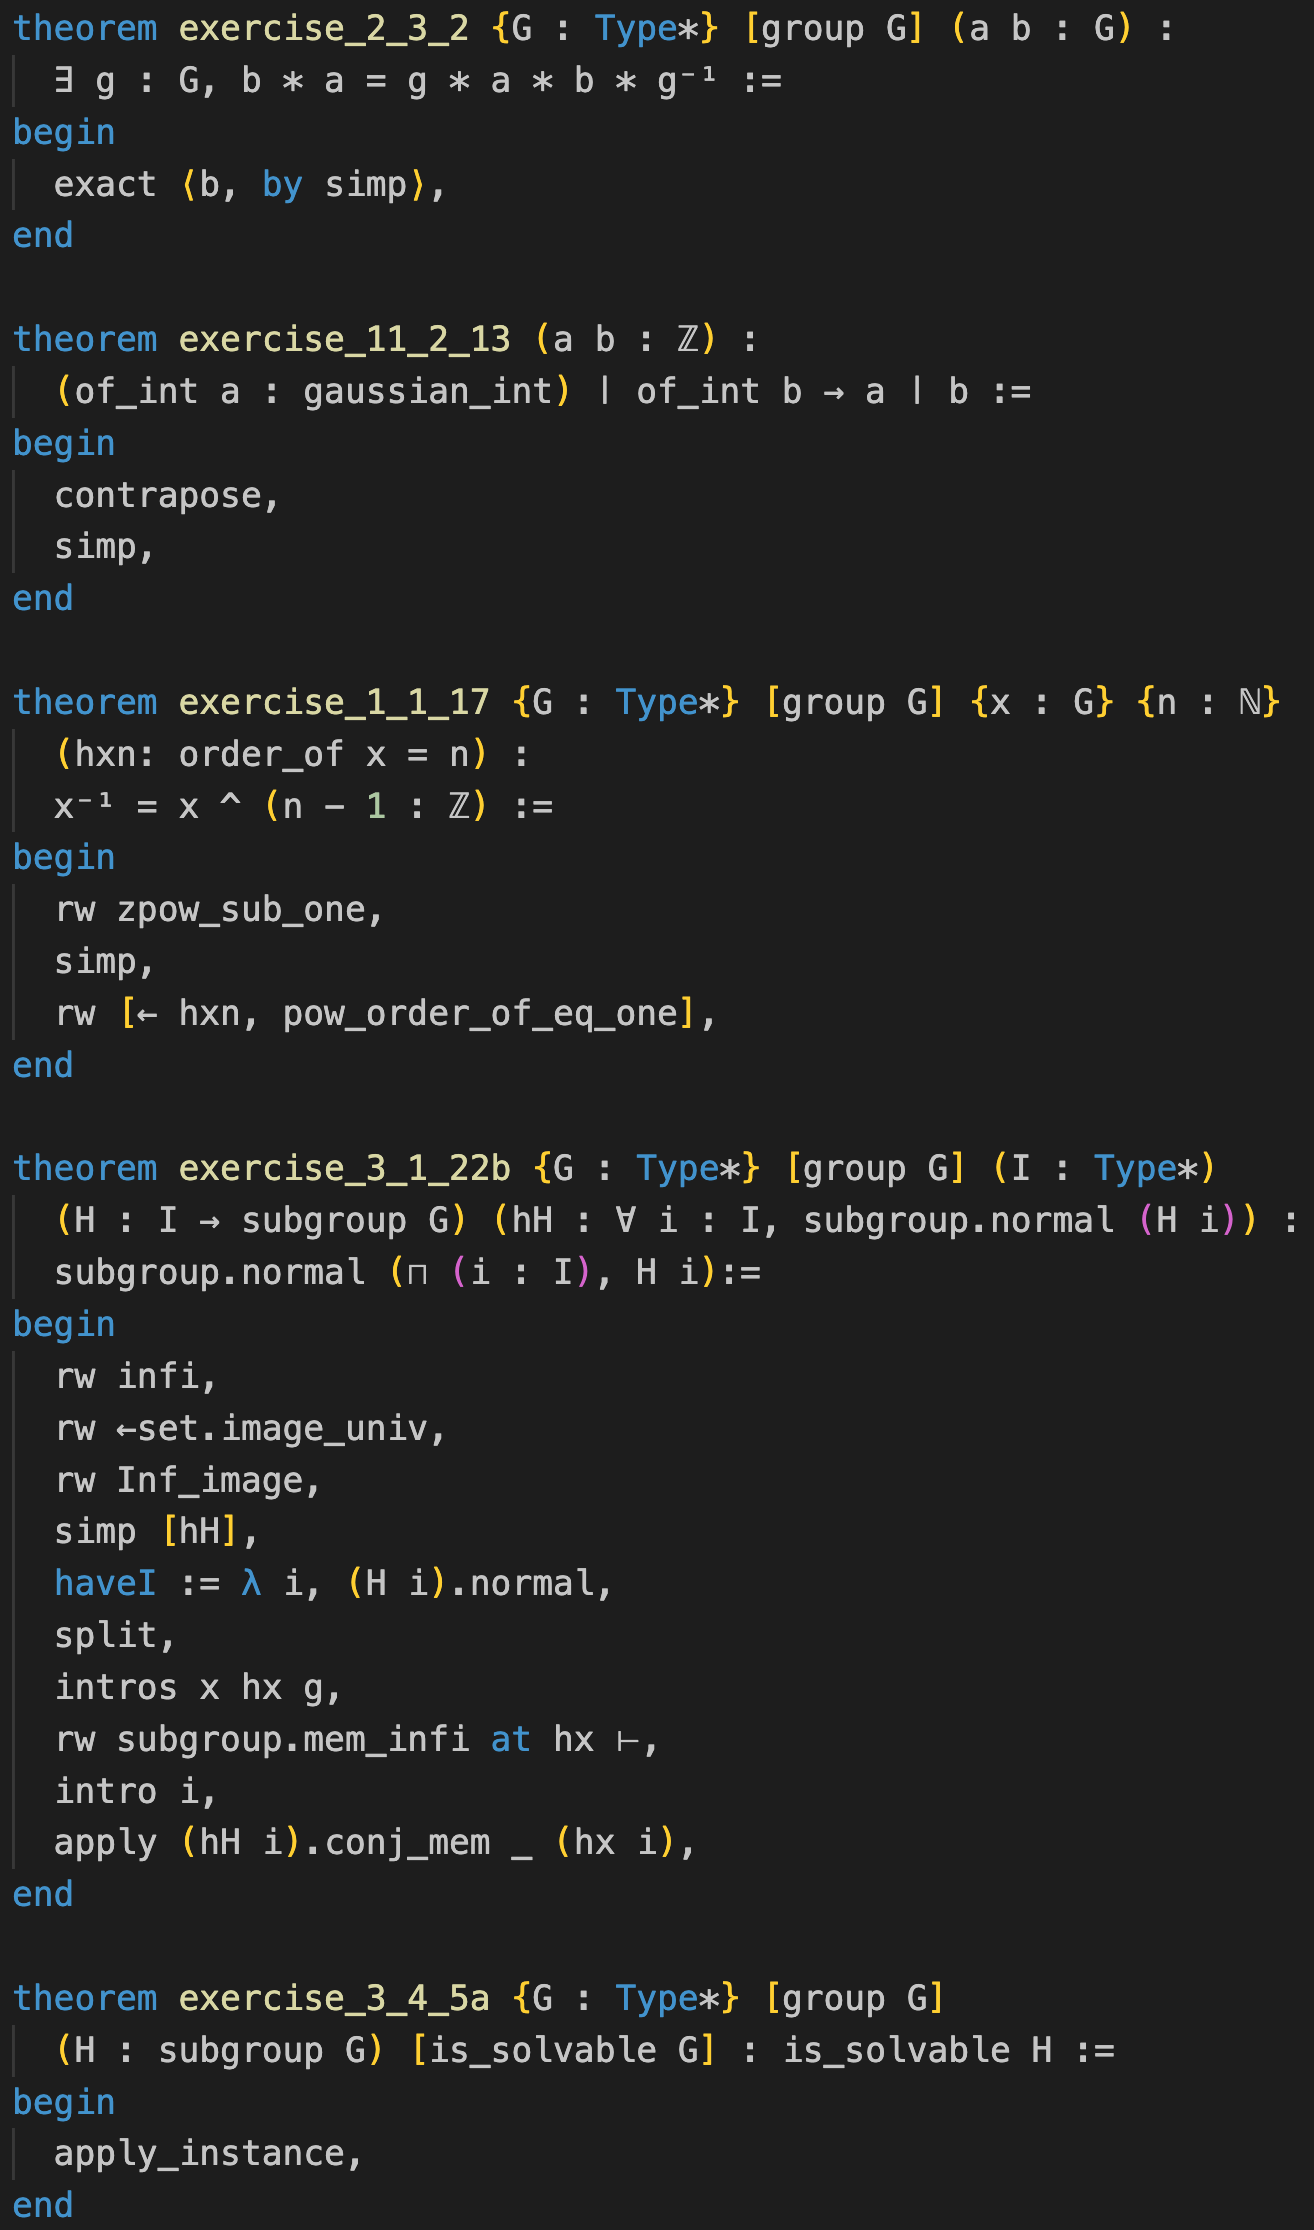 theorem exercise_2_3_2 {G : Type*} [group G] (a b : G) :
∃ g : G, b * a = g * a * b * g⁻¹ :=
begin
exact ⟨b, by simp⟩,
end
theorem exercise_11_2_13 (a b : ℤ) :
(of_int a : gaussian_int) ∣ of_int b → a ∣ b :=
begin
contrapose,
simp,
end
theorem exercise_1_1_17 {G : Type*} [group G] {x : G} {n : ℕ}
(hxn: order_of x = n) :
x⁻¹ = x ^ (n - 1 : ℤ) :=
begin
rw zpow_sub_one,
simp,
rw [← hxn, pow_order_of_eq_one],
end
theorem exercise_3_1_22b {G : Type*} [group G] (I : Type*)
(H : I → subgroup G) (hH : ∀ i : I, subgroup.normal (H i)) :
subgroup.normal (⊓ (i : I), H i):=
begin
rw infi,
rw ←set.image_univ,
rw Inf_image,
simp [hH],
haveI := λ i, (H i).normal,
split,
intros x hx g,
rw subgroup.mem_infi at hx ⊢,
intro i,
apply (hH i).conj_mem _ (hx i),
end
theorem exercise_3_4_5a {G : Type*} [group G]
(H : subgroup G) [is_solvable G] : is_solvable H :=
begin
apply_instance,
end